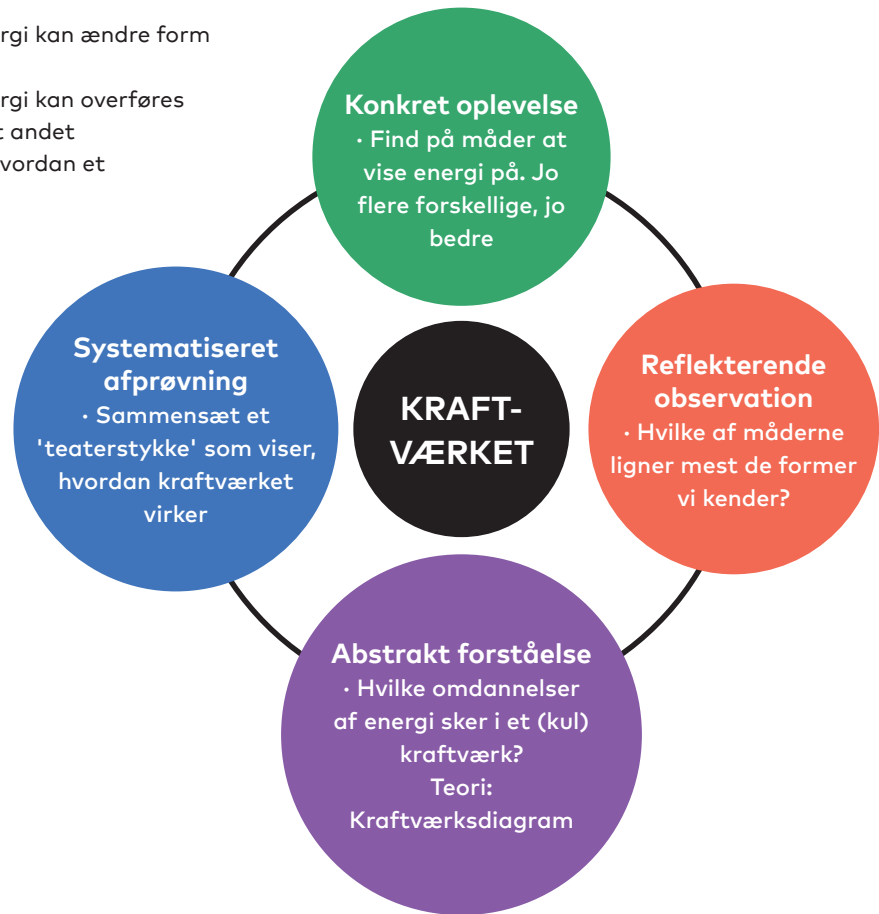 rgi kan ændre form
rgi kan overføres
t andet
vordan et
Konkret oplevelse
· Find på måder at
vise energi på. Jo
flere forskellige, jo
bedre
Systematiseret
afprøvning
· Sammensæt et
'teaterstykke' som viser,
hvordan kraftværket
virker
KRAFT-
VÆRKET
Reflekterende
observation
· Hvilke af måderne
ligner mest de former
vi kender?
Abstrakt forståelse
· Hvilke omdannelser
af energi sker i et (kul)
kraftværk?
Teori:
Kraftværksdiagram